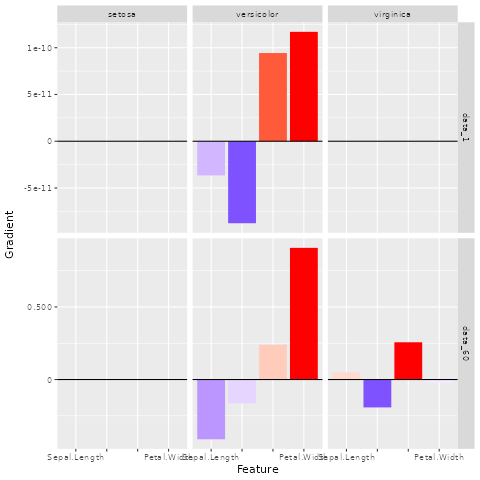 setosa versicolor virginica
Gradient
1e-10
5e-11
0
-5e-11
data_1
0.500
0
data_60
Sepal.Length Petal.Width Sepal.Length Petal.Width Sepal.Length Petal.Width
Feature